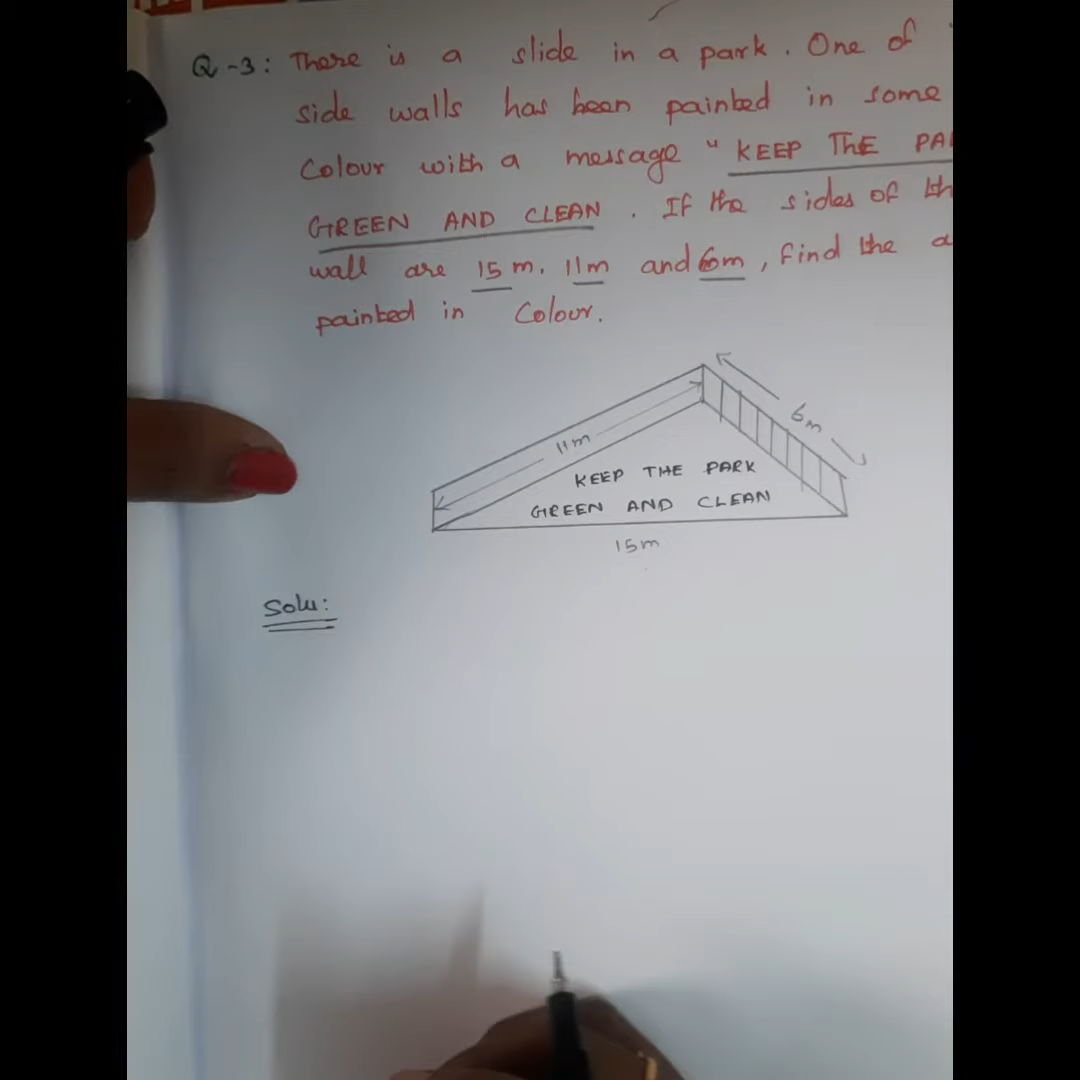 Q-3: There is a slide in a park. One of
side walls has been painted in some
Colour with a message "KEEP THE PA
GREEN AND CLEAN. If the sides of th
wall are 15 m, 11m and 6m, find the a
painted in Colour.
6m
11m
KEEP THE PARK
GREEN AND CLEAN
15m
Solu: